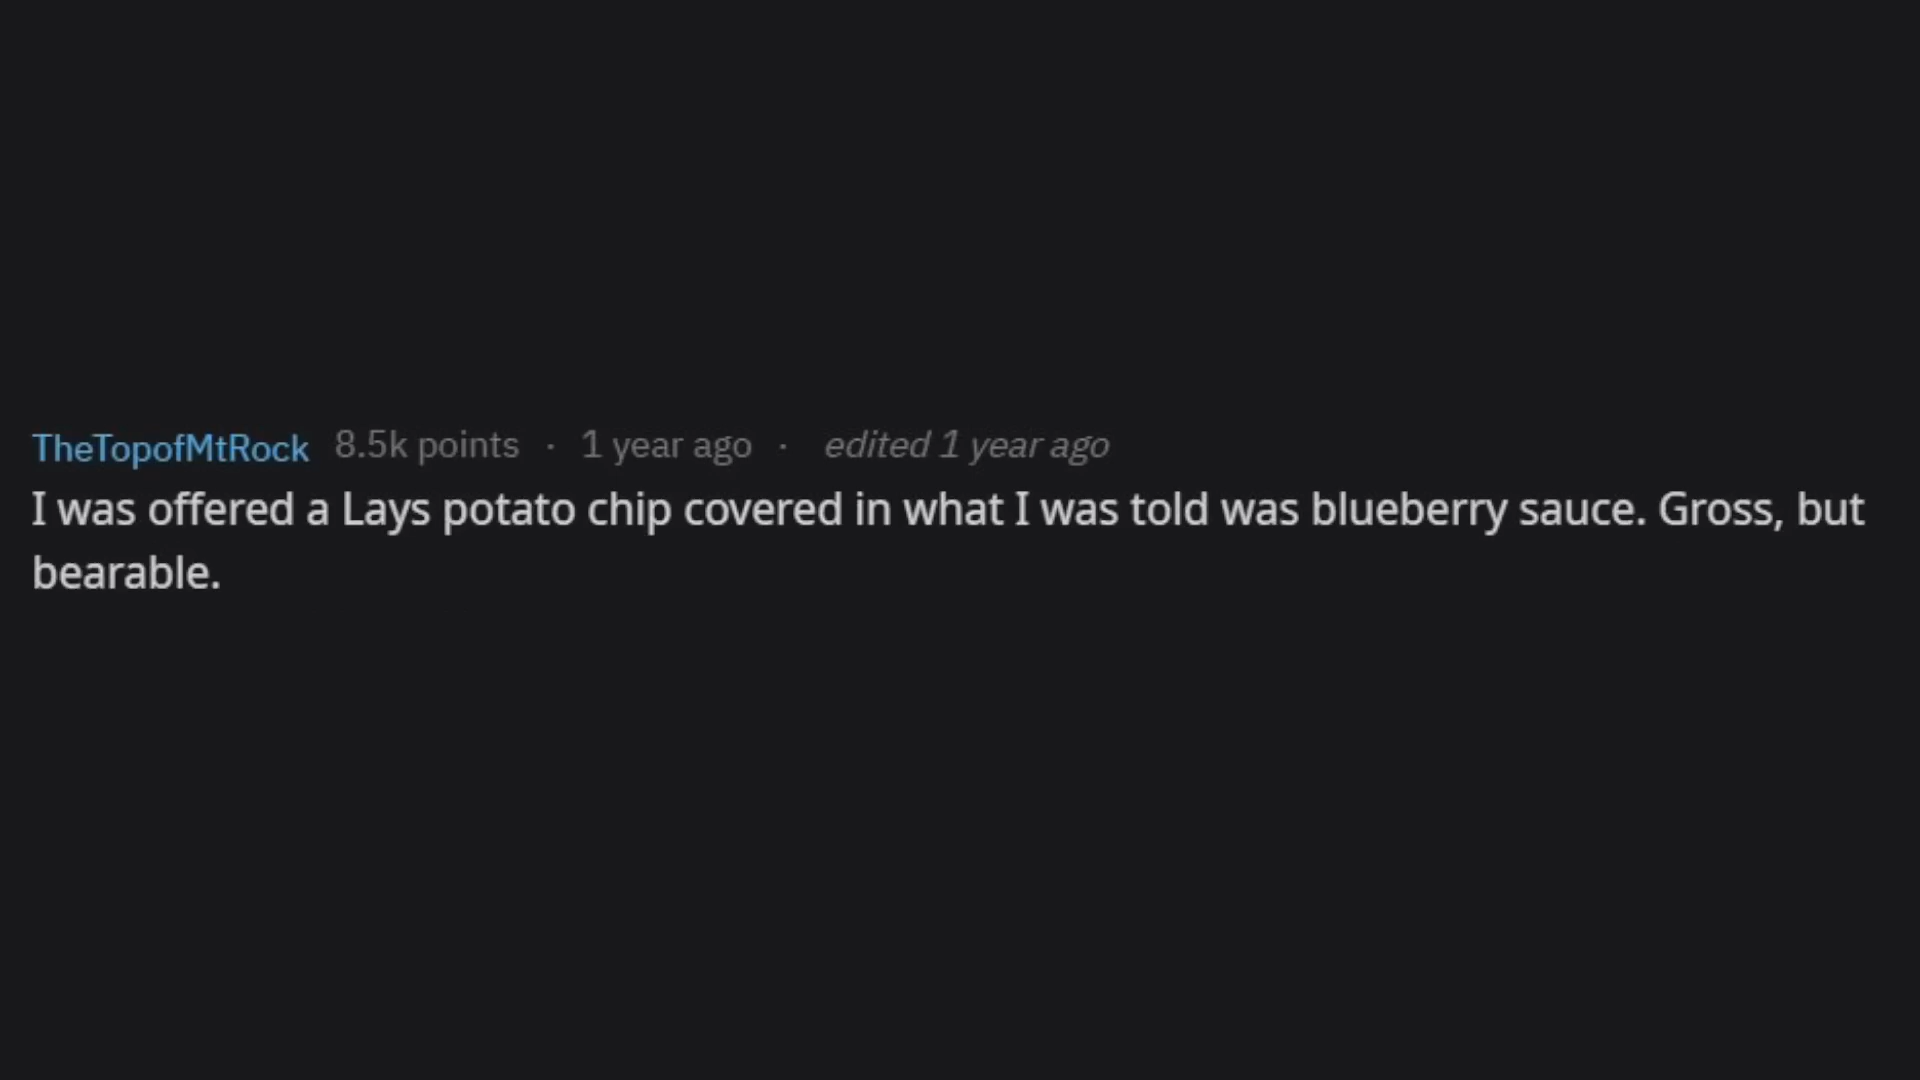 TheTopofMtRock 8.5k points · 1 year ago · edited 1 year ago
I was offered a Lays potato chip covered in what I was told was blueberry sauce. Gross, but
bearable.